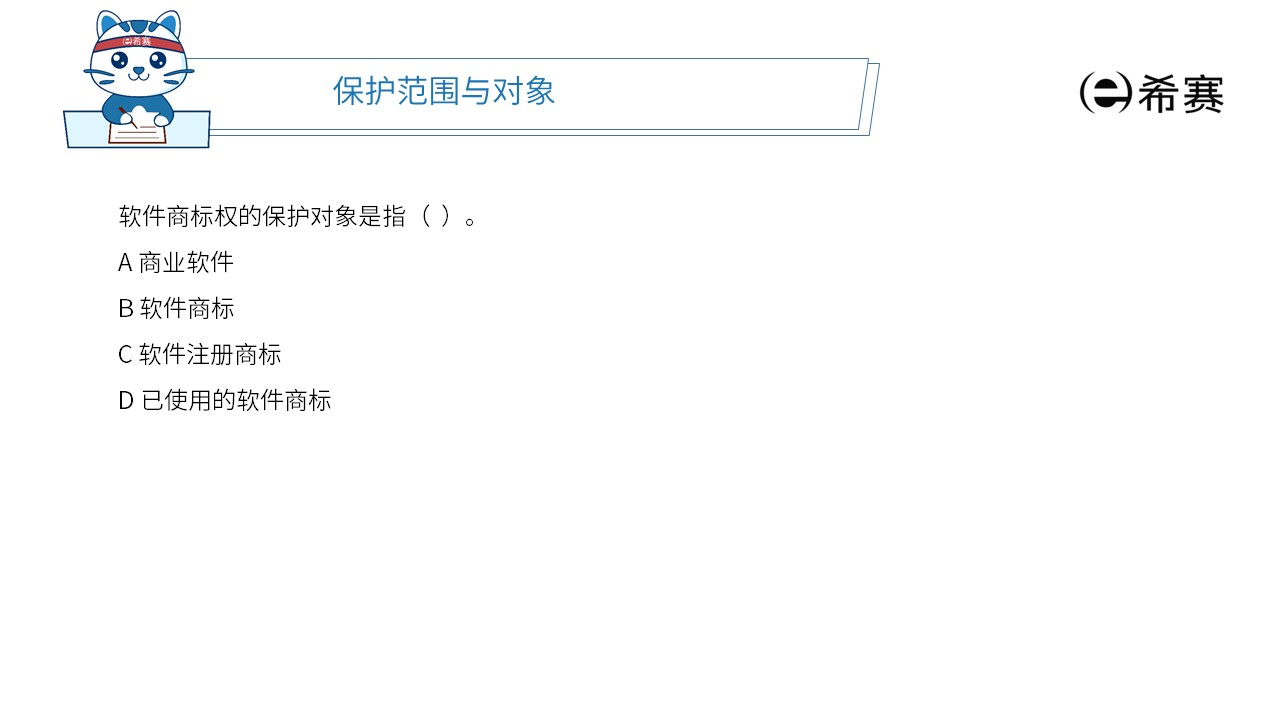 (e)希赛
保护范围与对象
(e)希赛
软件商标权的保护对象是指（ ）。
A 商业软件
B 软件商标
C 软件注册商标
D 已使用的软件商标